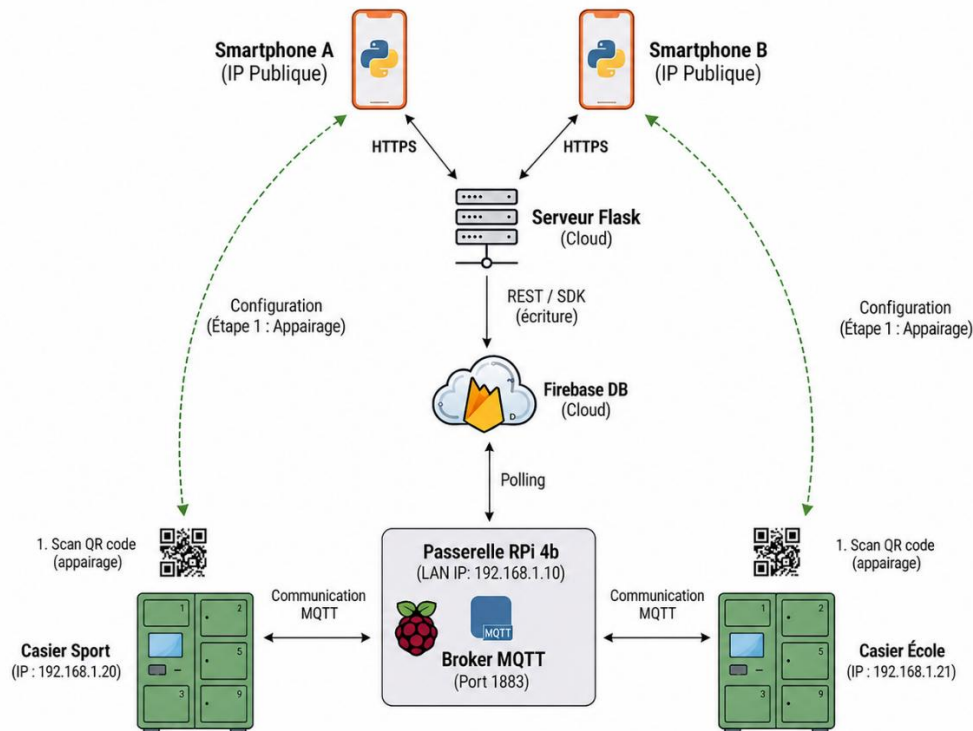 Smartphone A
(IP Publique)
Smartphone B
(IP Publique)
HTTPS
HTTPS
Serveur Flask
(Cloud)
REST / SDK
(écriture)
Configuration
(Étape 1 : Appairage)
Configuration
(Étape 1 : Appairage)
Firebase DB
(Cloud)
Polling
1. Scan QR code
(appairage)
Passerelle RPi 4b
(LAN IP: 192.168.1.10)
MQTT
Broker MQTT
(Port 1883)
1. Scan QR code
(appairage)
Communication
MQTT
Communication
MQTT
Casier Sport
(IP : 192.168.1.20)
1
2
5
3
9
Casier École
(IP : 192.168.1.21)
1
2
5
3
9